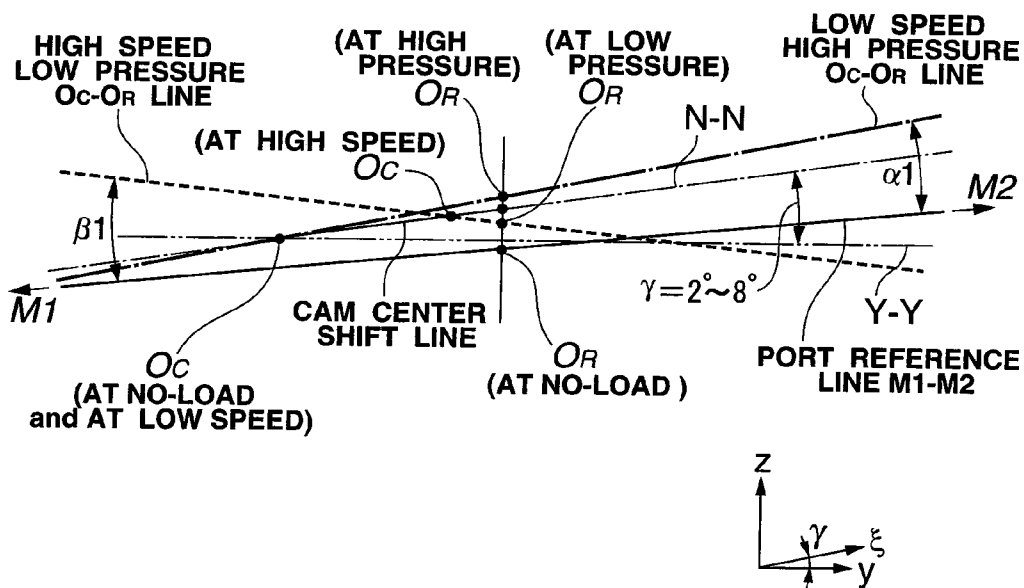 HIGH SPEED
LOW PRESSURE
OC-OR LINE
(AT HIGH
PRESSURE)
OR
(AT LOW
PRESSURE)
OR
LOW SPEED
HIGH PRESSURE
OC-OR LINE
N-N
(AT HIGH SPEED)
OC
α1
M2
β1
M1
CAM CENTER
SHIFT LINE
γ=2°~8°
Y-Y
OC
(AT NO-LOAD
and AT LOW SPEED)
OR
(AT NO-LOAD )
PORT REFERENCE
LINE M1-M2
z
γ
ξ
y